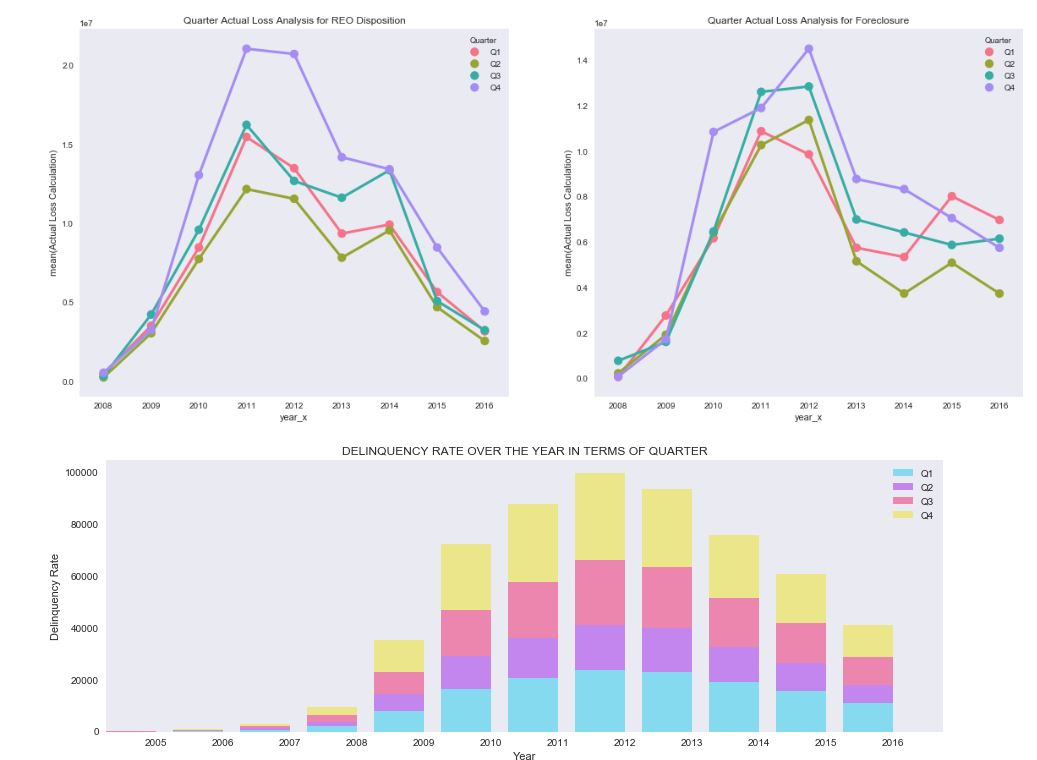 Quarter Actual Loss Analysis for REO Disposition
1e7
Quarter
Q1
Q2
Q3
Q4
2.0
1.5
1.0
0.5
0.0
mean(Actual Loss Calculation)
2008 2009 2010 2011 2012 2013 2014 2015 2016
year_x
Quarter Actual Loss Analysis for Foreclosure
1e7
Quarter
Q1
Q2
Q3
Q4
1.4
1.2
1.0
0.8
0.6
0.4
0.2
0.0
mean(Actual Loss Calculation)
2008 2009 2010 2011 2012 2013 2014 2015 2016
year_x
DELINQUENCY RATE OVER THE YEAR IN TERMS OF QUARTER
Q1
Q2
Q3
Q4
100000
80000
60000
40000
20000
0
Delinquency Rate
2005 2006 2007 2008 2009 2010 2011 2012 2013 2014 2015 2016
Year